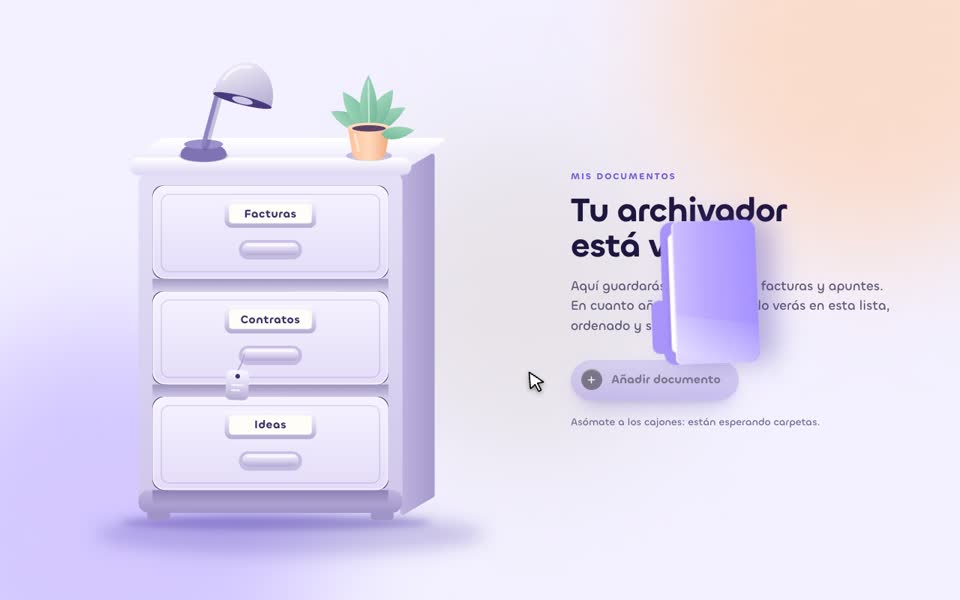 Facturas
Contratos
Ideas
MIS DOCUMENTOS
Tu archivador
está
Aquí guardarás facturas y apuntes.
En cuanto lo verás en esta lista,
ordenado y
Añadir documento
Asómate a los cajones: están esperando carpetas.